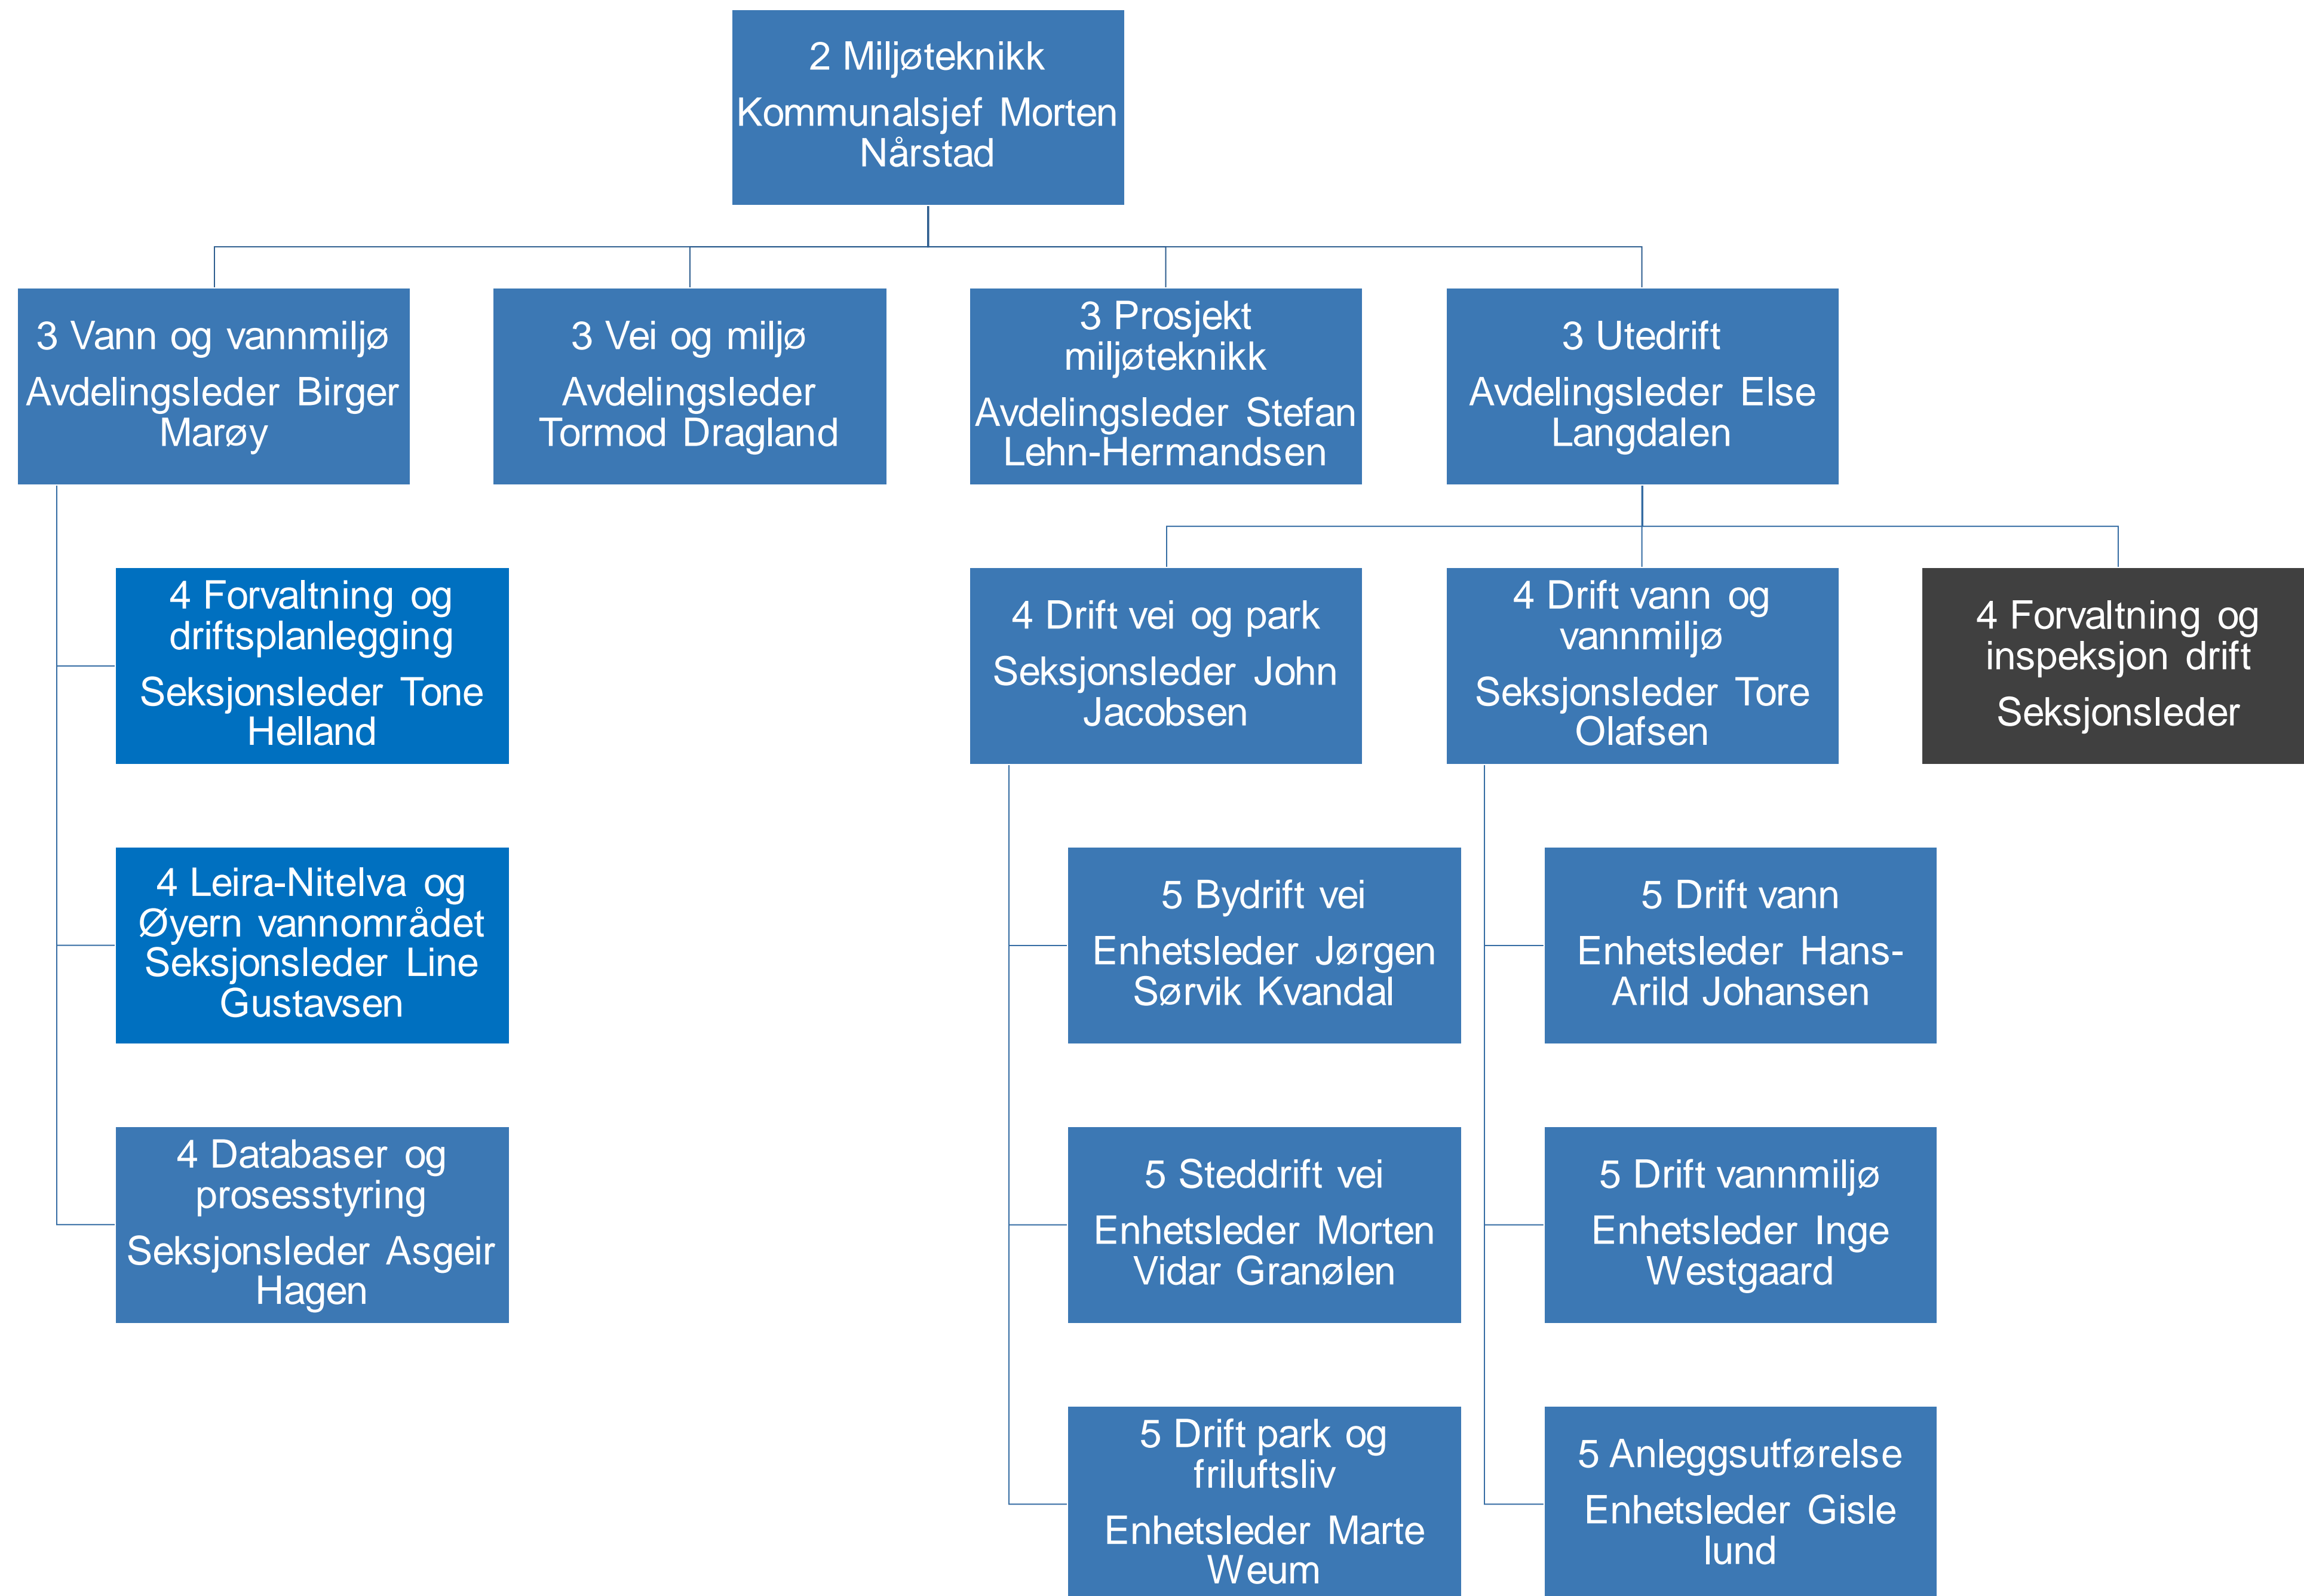 2 Miljøteknikk
Kommunalsjef Morten
Nårstad
3 Vann og vannmiljø
Avdelingsleder Birger
Marøy
3 Vei og miljø
Avdelingsleder
Tormod Dragland
3 Prosjekt
miljøteknikk
Avdelingsleder Stefan
Lehn-Hermandsen
3 Utedrift
Avdelingsleder Else
Langdalen
4 Forvaltning og
driftsplanlegging
Seksjonsleder Tone
Helland
4 Drift vei og park
Seksjonsleder John
Jacobsen
4 Drift vann og
vannmiljø
Seksjonsleder Tore
Olafsen
4 Forvaltning og
inspeksjon drift
Seksjonsleder
4 Leira-Nitelva og
Øyern vannområdet
Seksjonsleder Line
Gustavsen
5 Bydrift vei
Enhetsleder Jørgen
Sørvik Kvandal
5 Drift vann
Enhetsleder Hans-
Arild Johansen
4 Databaser og
prosesstyring
Seksjonsleder Asgeir
Hagen
5 Steddrift vei
Enhetsleder Morten
Vidar Granølen
5 Drift vannmiljø
Enhetsleder Inge
Westgaard
5 Drift park og
friluftsliv
Enhetsleder Marte
Weum
5 Anleggsutførelse
Enhetsleder Gisle
lund